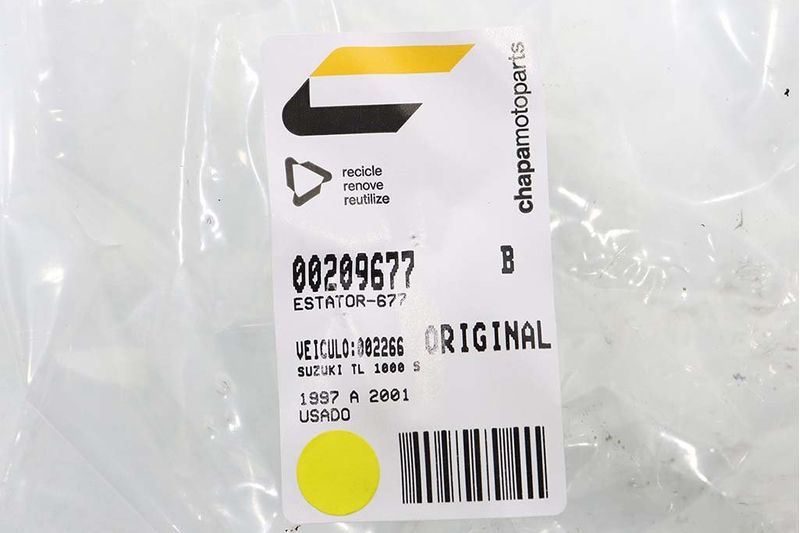 chapamotoparts
recicle
renove
reutilize
00209677 B
ESTATOR-677
VEICULO:002266 ORIGINAL
SUZUKI TL 1000 S
1997 A 2001
USADO